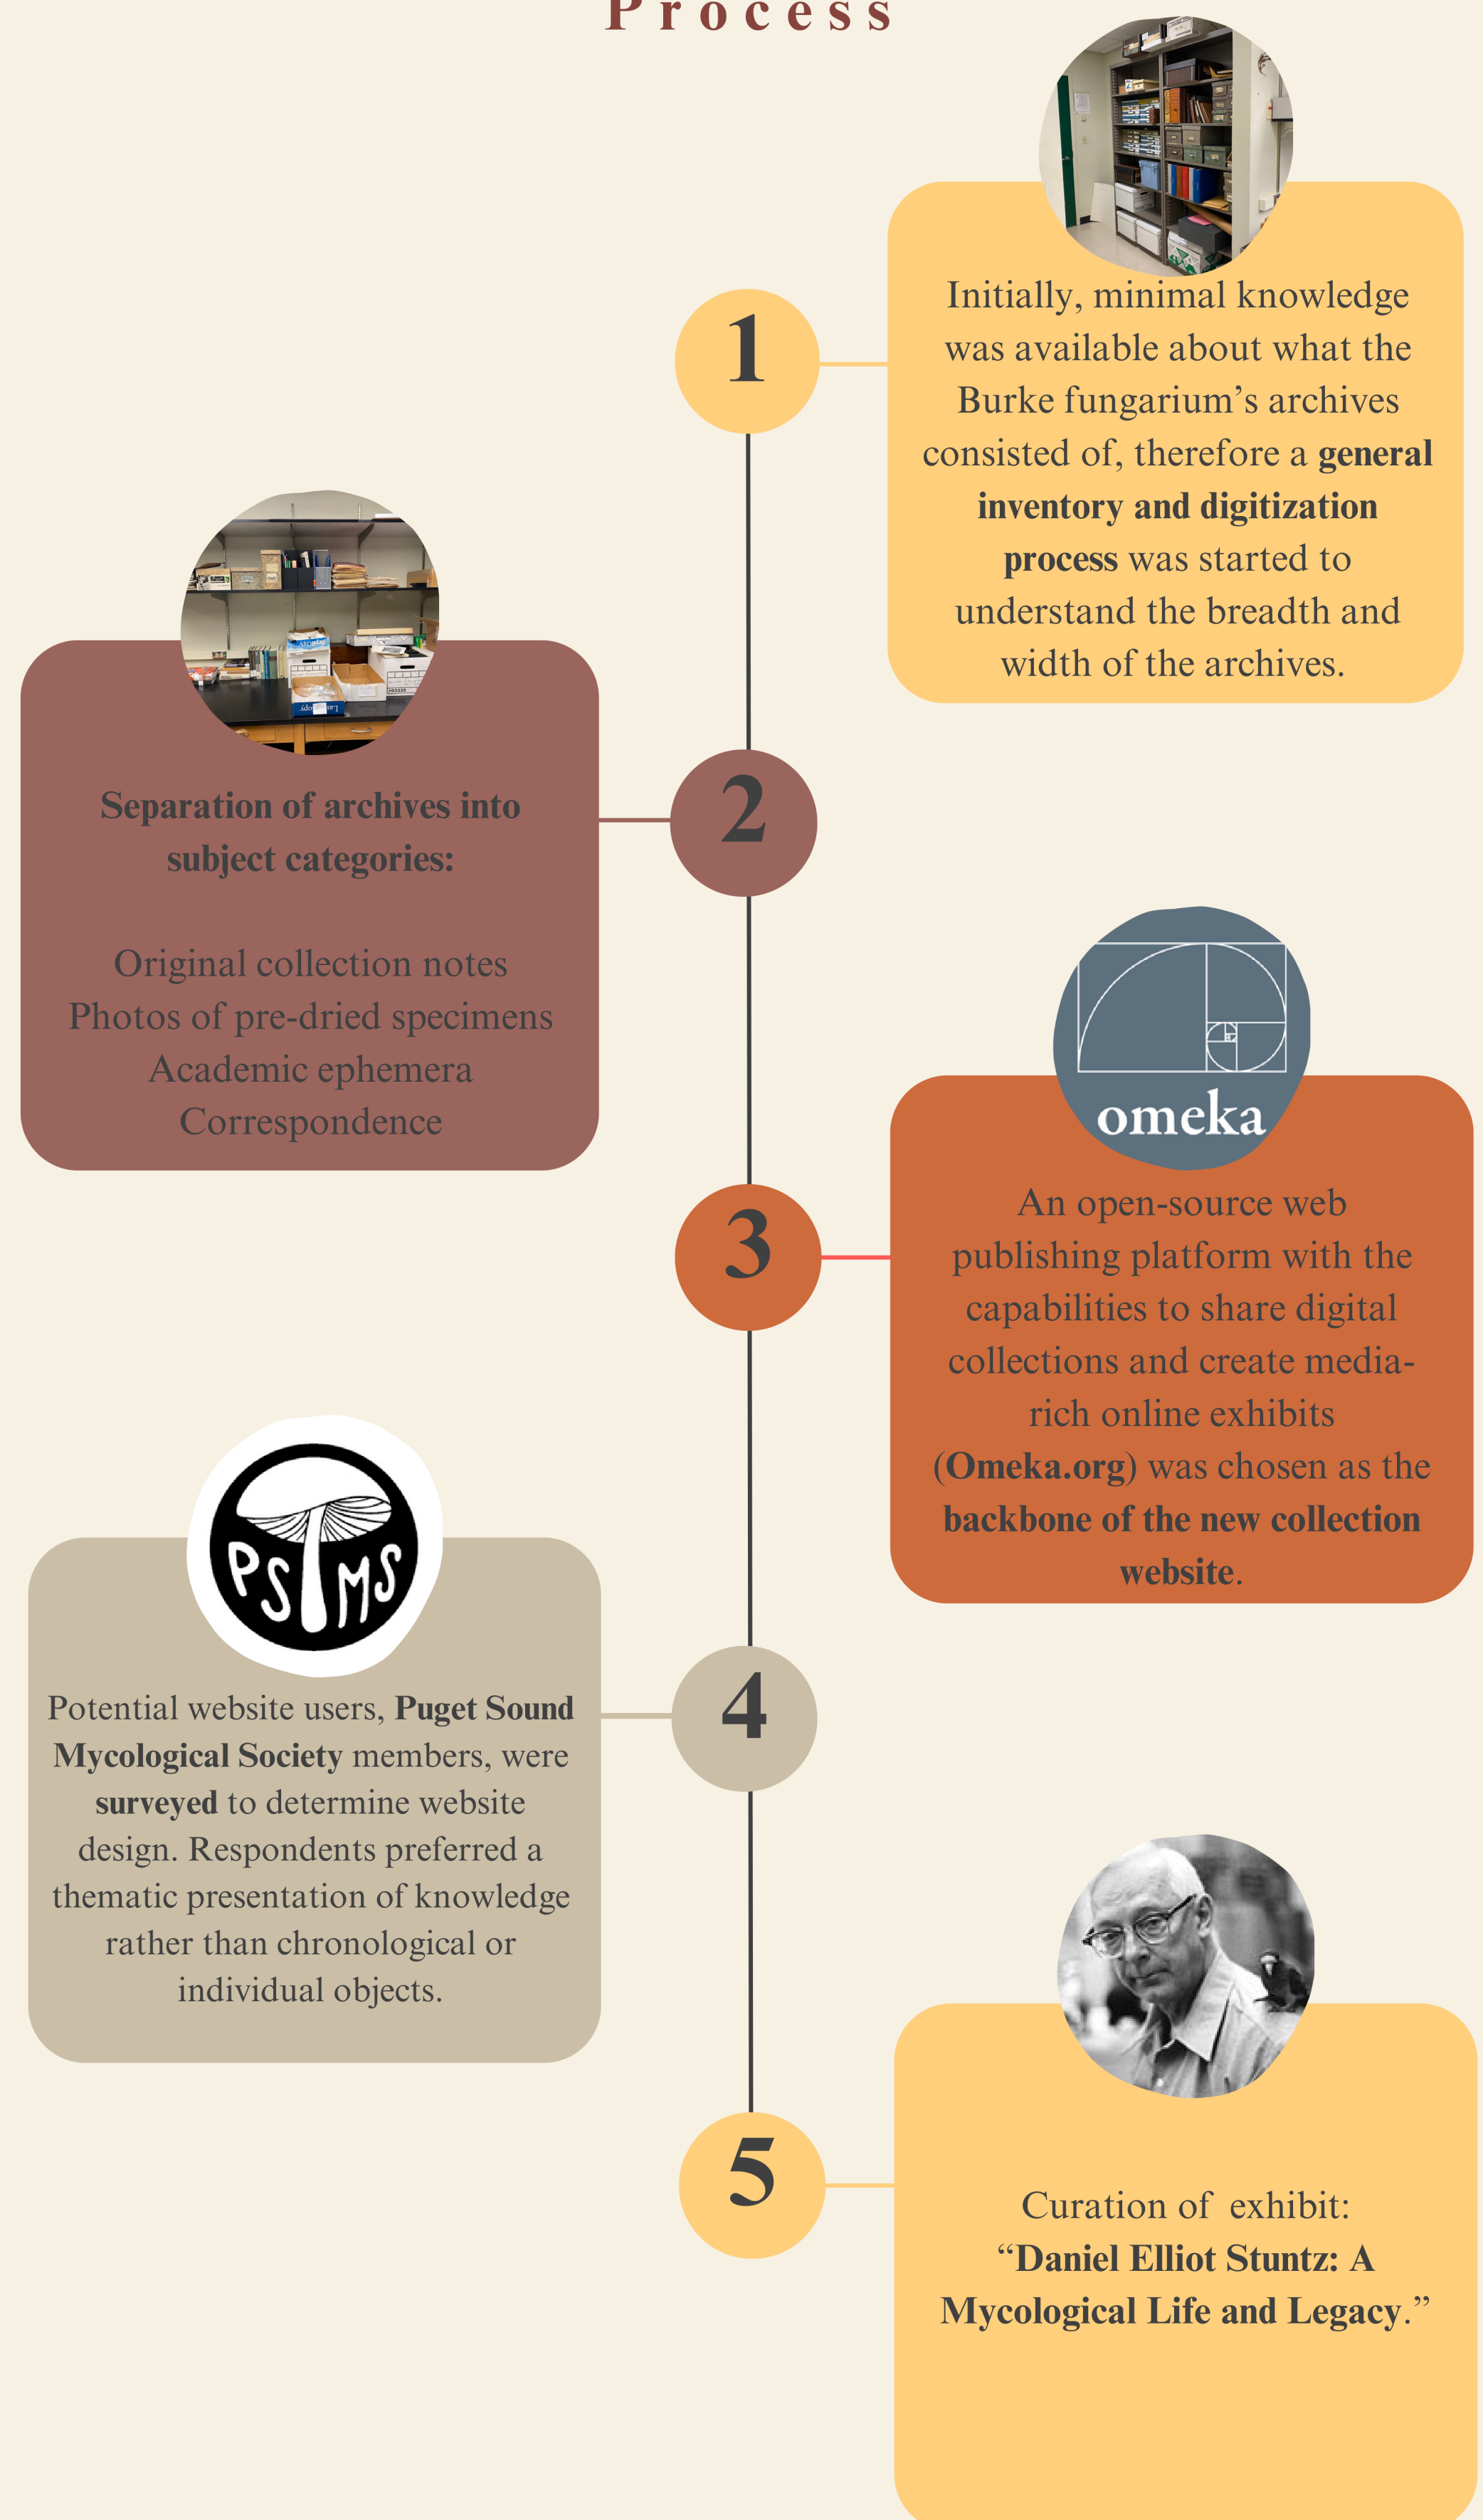 Process
1
Initially, minimal knowledge
was available about what the
Burke fungarium’s archives
consisted of, therefore a general
inventory and digitization
process was started to
understand the breadth and
width of the archives.
2
Separation of archives into
subject categories:
Original collection notes
Photos of pre-dried specimens
Academic ephemera
Correspondence
omeka
3
An open-source web
publishing platform with the
capabilities to share digital
collections and create media-
rich online exhibits
(Omeka.org) was chosen as the
backbone of the new collection
website.
PSMS
4
Potential website users, Puget Sound
Mycological Society members, were
surveyed to determine website
design. Respondents preferred a
thematic presentation of knowledge
rather than chronological or
individual objects.
5
Curation of  exhibit:
“Daniel Elliot Stuntz: A
Mycological Life and Legacy.”